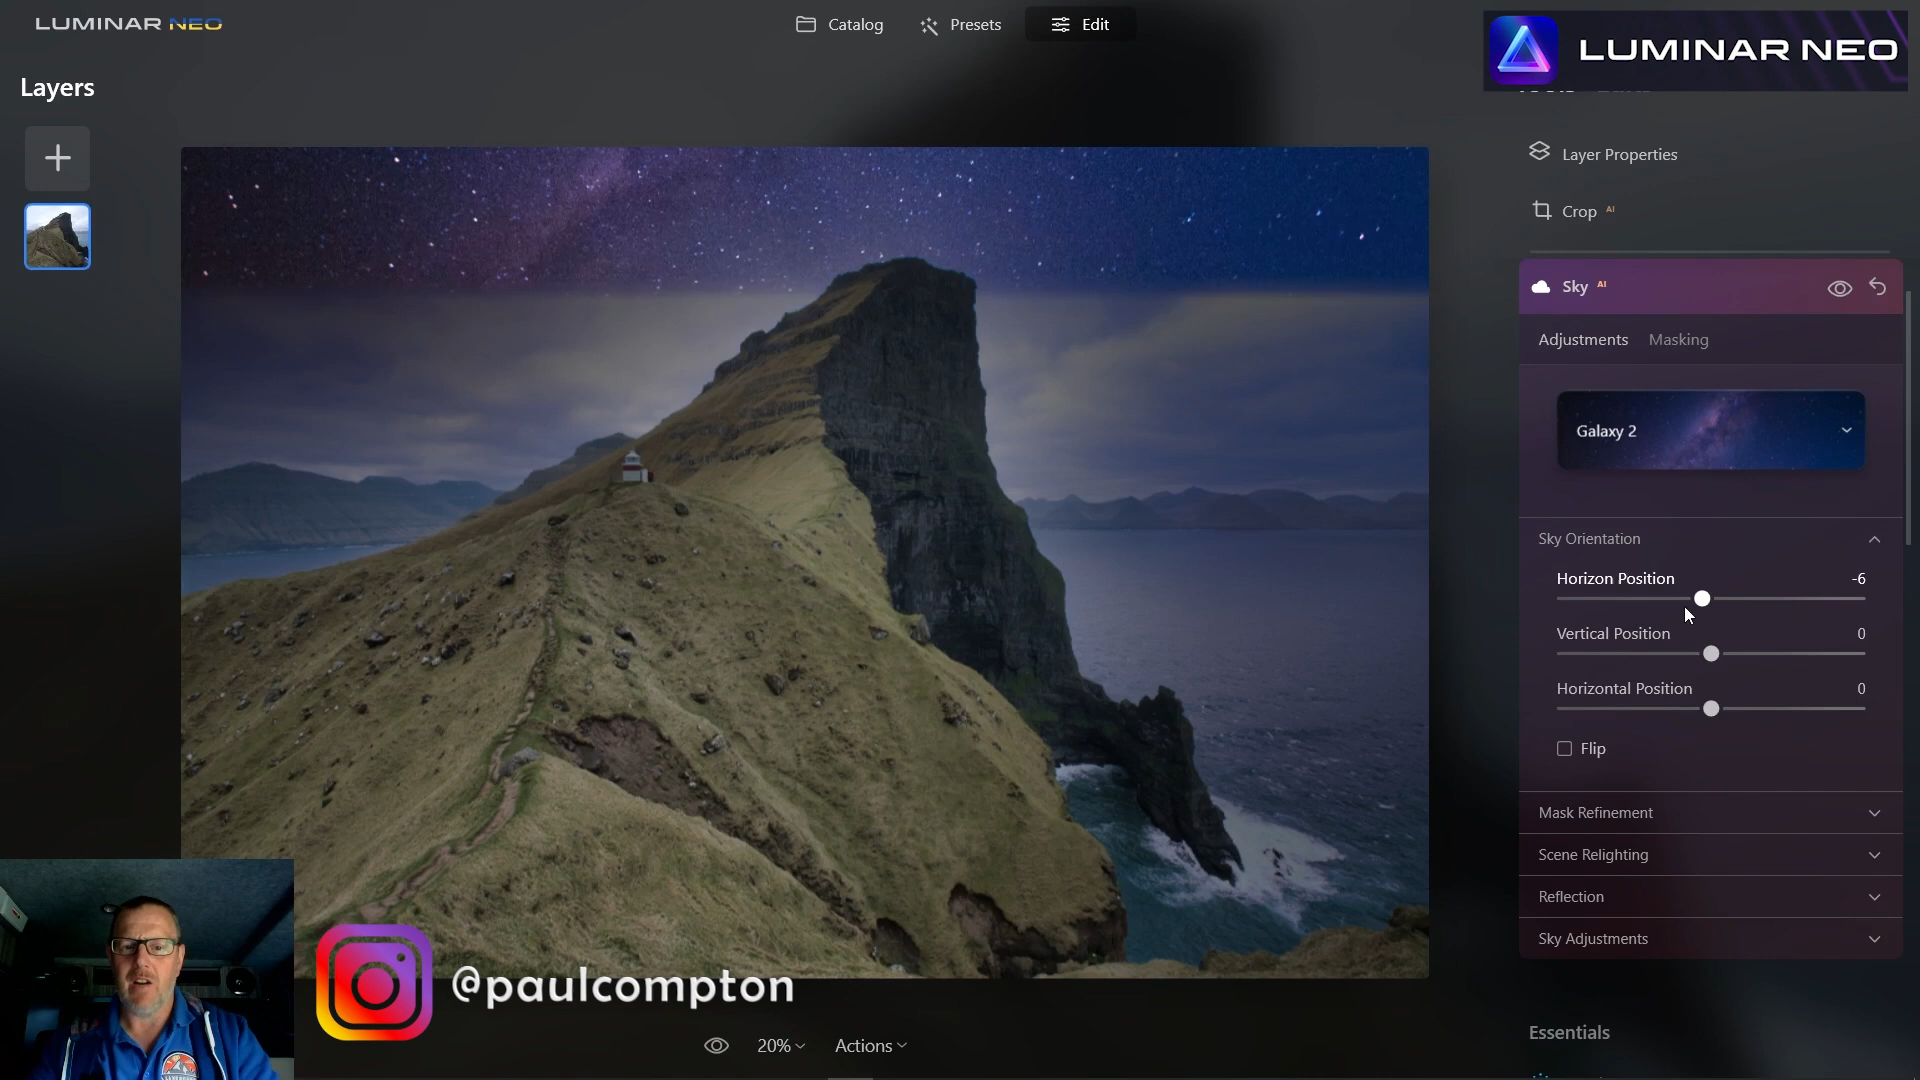 LUMINAR NEO
Catalog
Presets
Edit
LUMINAR NEO
Layers
Layer Properties
Crop AI
Sky AI
Adjustments
Masking
Galaxy 2
Sky Orientation
Horizon Position
-6
Vertical Position
0
Horizontal Position
0
Flip
Mask Refinement
Scene Relighting
Reflection
Sky Adjustments
@paulcompton
Essentials
20%
Actions